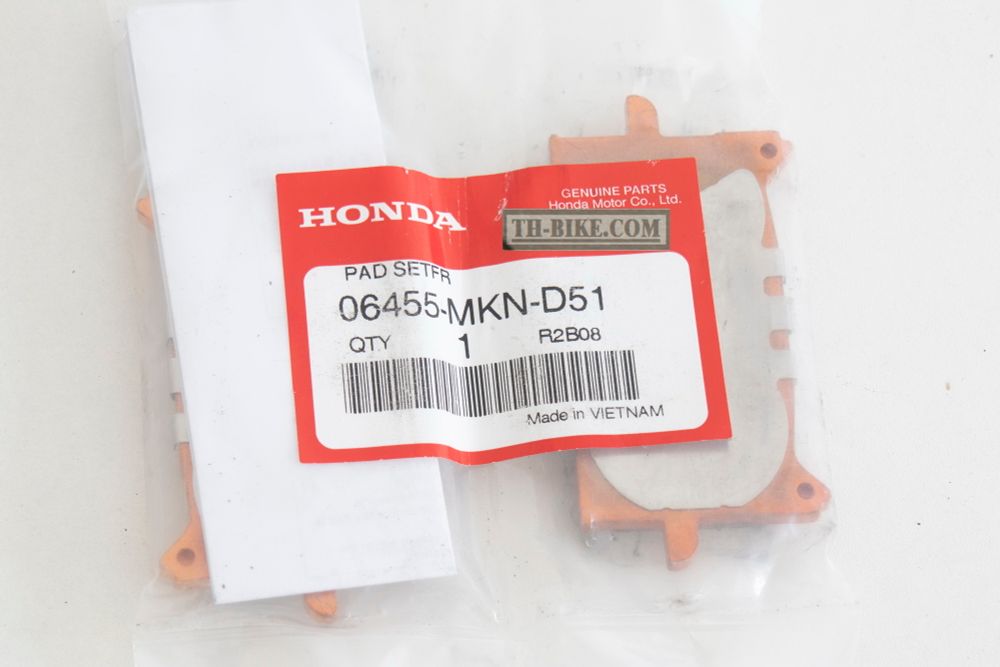 HONDA
GENUINE PARTS
Honda Motor Co., Ltd.
TH-BIKE.COM
PAD SETFR
06455-MKN-D51
QTY 1 R2B08
Made in VIETNAM